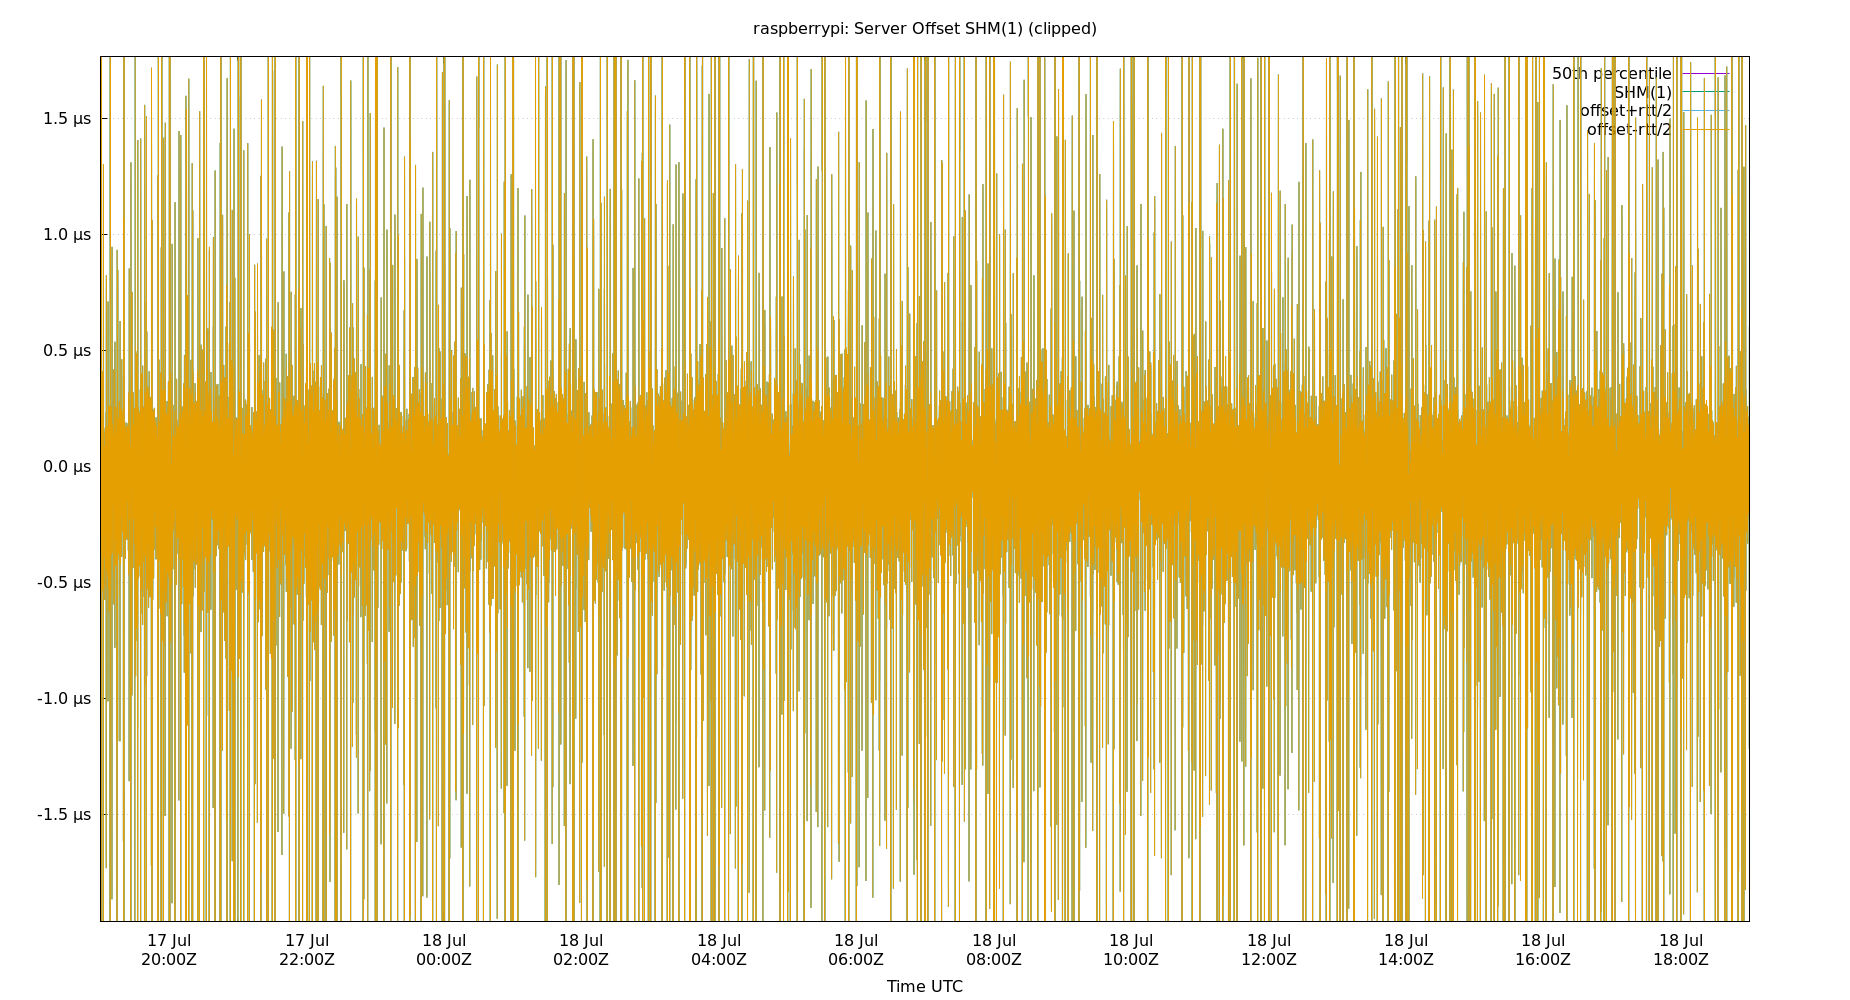 raspberrypi: Server Offset SHM(1) (clipped)
50th percentile
SHM(1)
offset+rtt/2
offset-rtt/2
1.5 µs
1.0 µs
0.5 µs
0.0 µs
-0.5 µs
-1.0 µs
-1.5 µs
17 Jul 17 Jul 18 Jul 18 Jul 18 Jul 18 Jul 18 Jul 18 Jul 18 Jul 18 Jul 18 Jul 18 Jul
20:00Z 22:00Z 00:00Z 02:00Z 04:00Z 06:00Z 08:00Z 10:00Z 12:00Z 14:00Z 16:00Z 18:00Z
Time UTC